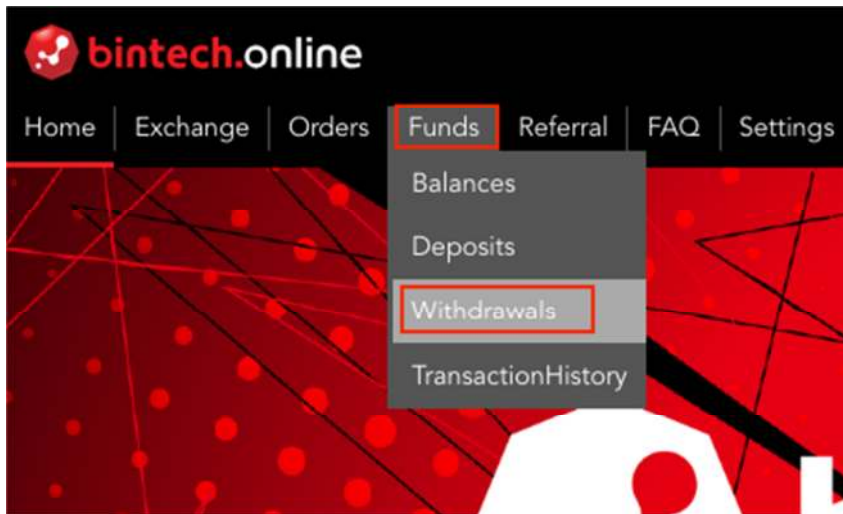 bintech.online
Home Exchange Orders Funds Referral FAQ Settings
Balances
Deposits
Withdrawals
TransactionHistory